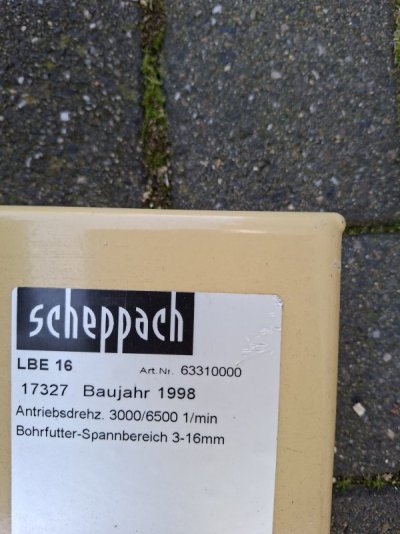 scheppach
LBE 16 Art.Nr. 63310000
17327 Baujahr 1998
Antriebsdrehz. 3000/6500 1/min
Bohrfutter-Spannbereich 3-16mm